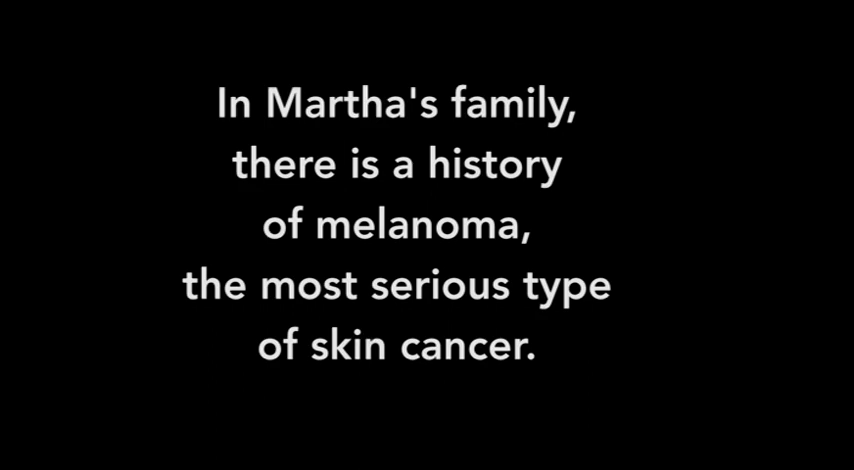 In Martha's family,
there is a history
of melanoma,
the most serious type
of skin cancer.